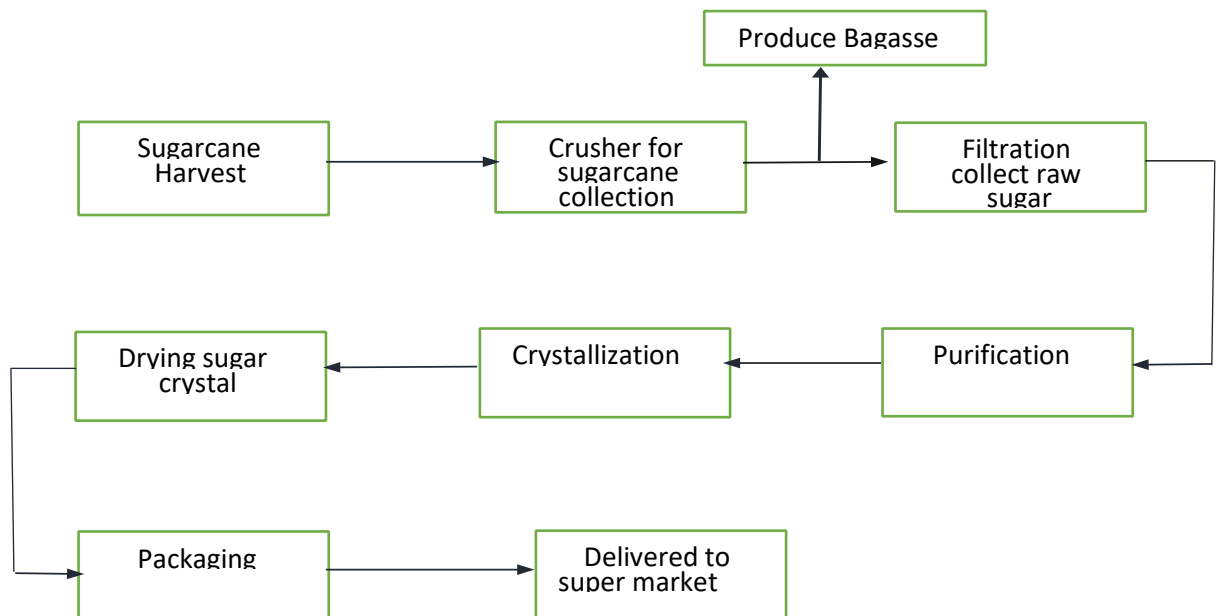 Produce Bagasse
Sugarcane
Harvest
Crusher for
sugarcane
collection
Filtration
collect raw
sugar
Purification
Crystallization
Drying sugar
crystal
Packaging
Delivered to
super market